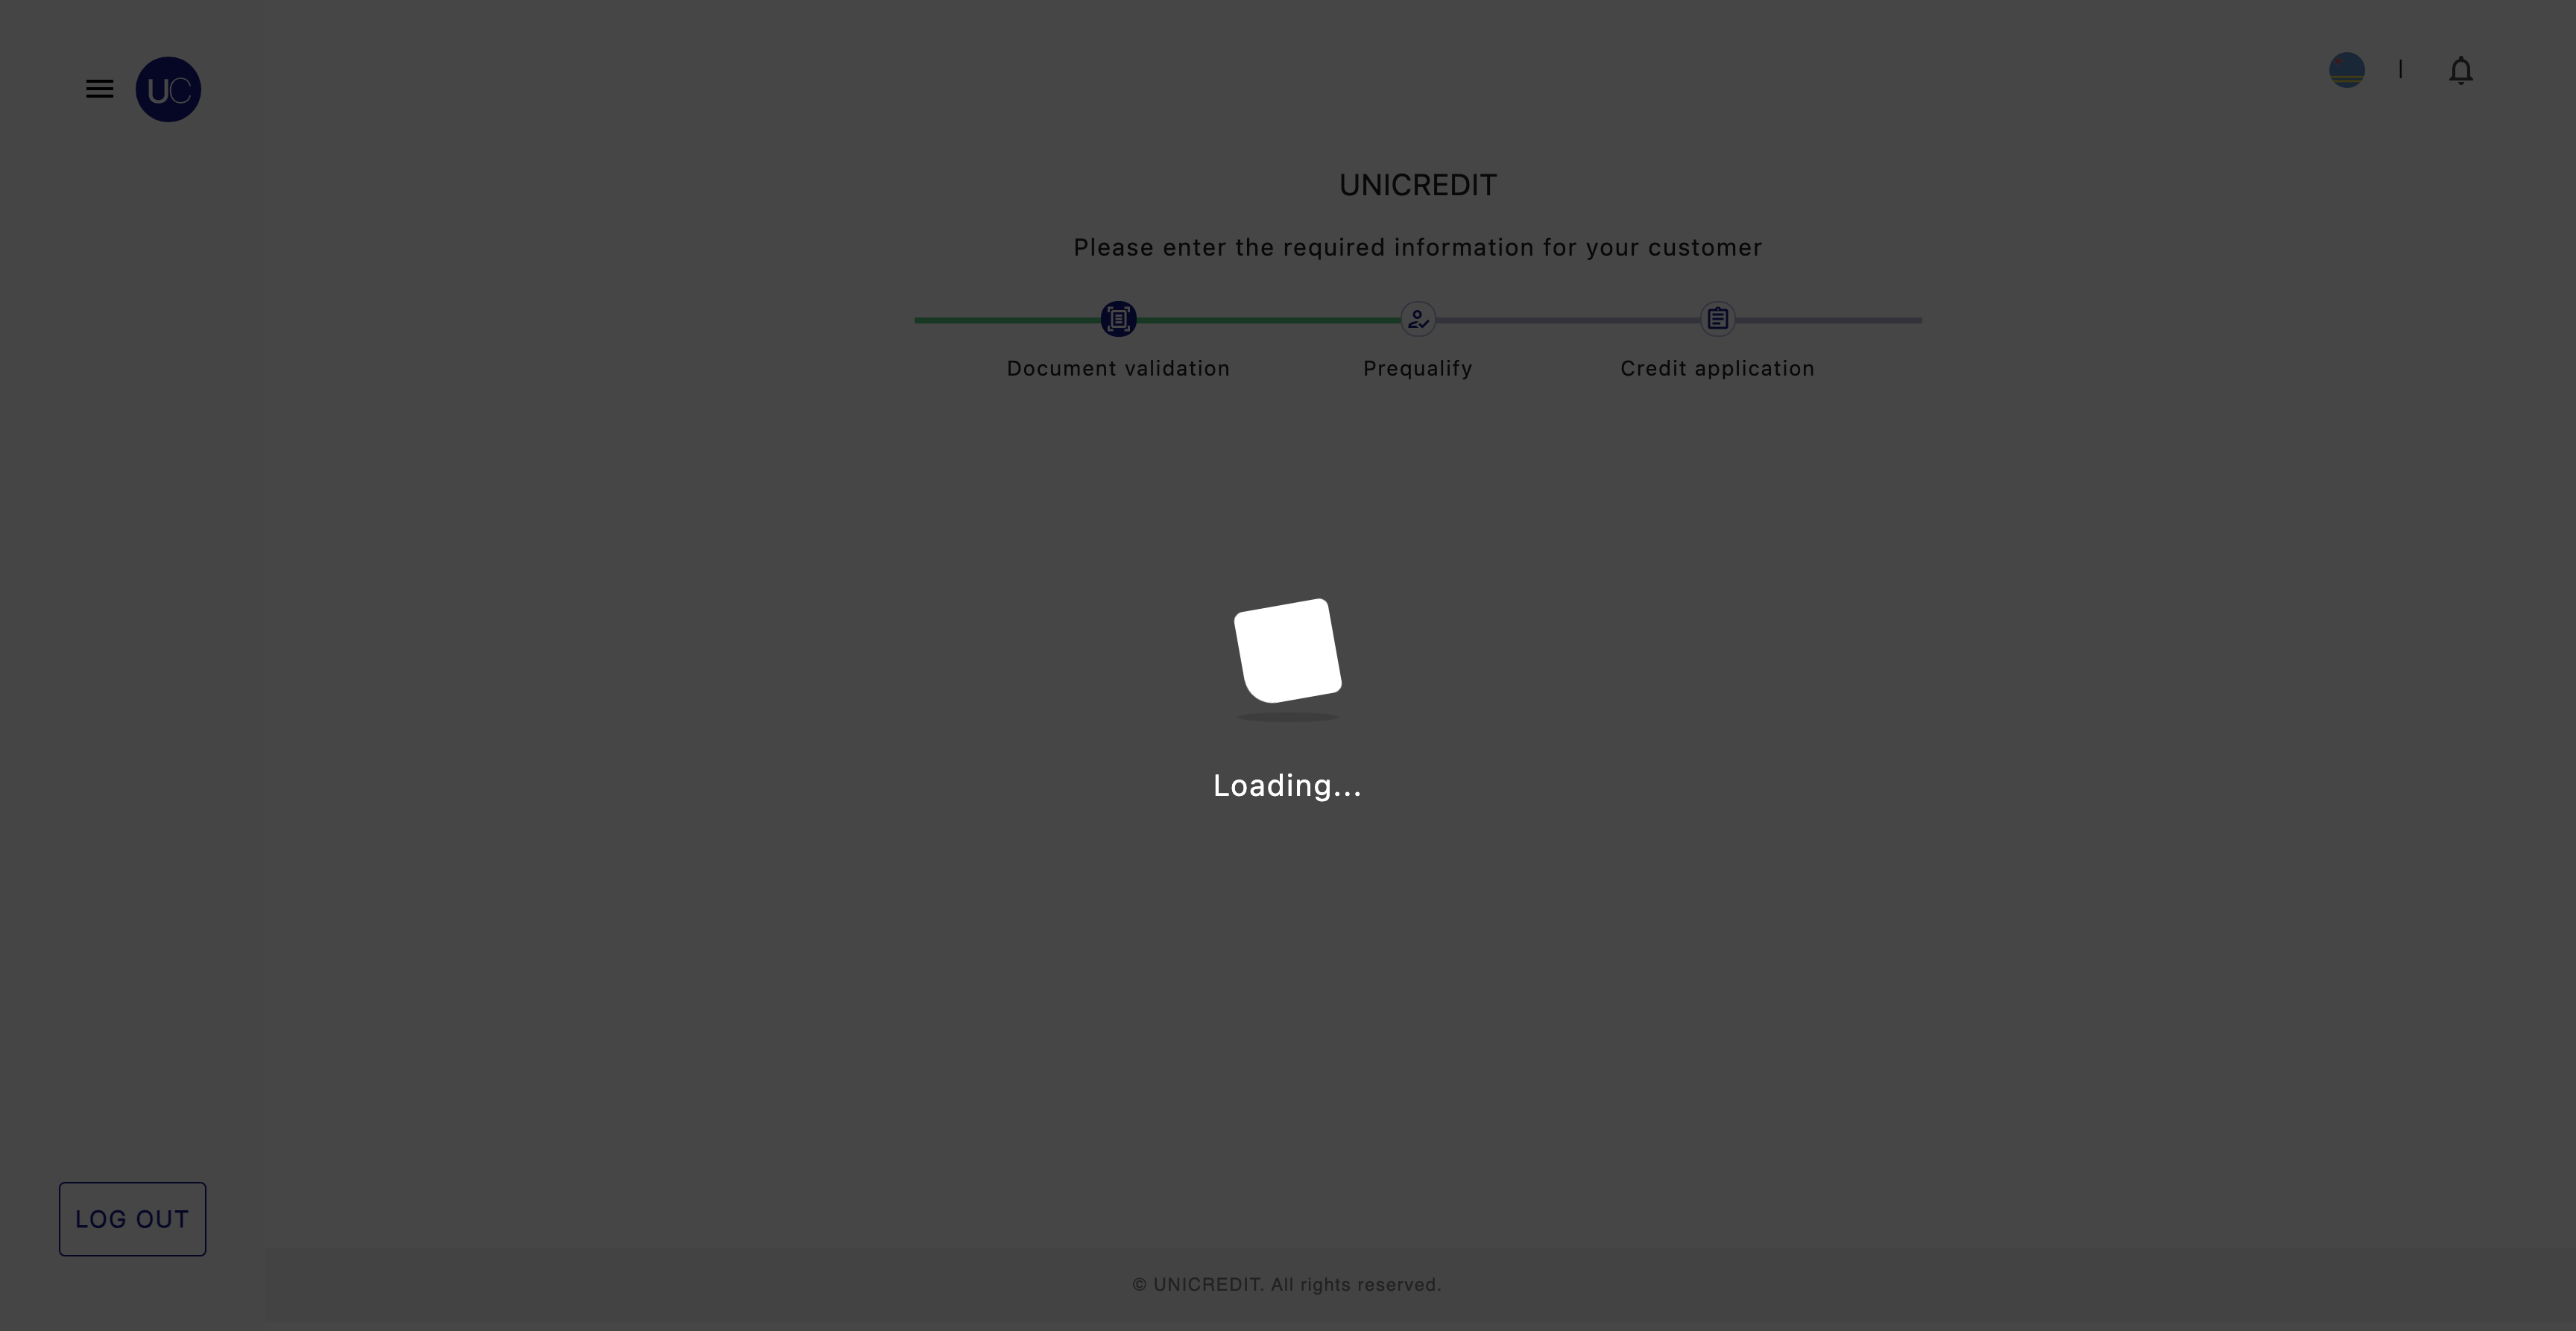 UC
UNICREDIT
Please enter the required information for your customer
Document validation
Prequalify
Credit application
Loading...
LOG OUT
© UNICREDIT. All rights reserved.